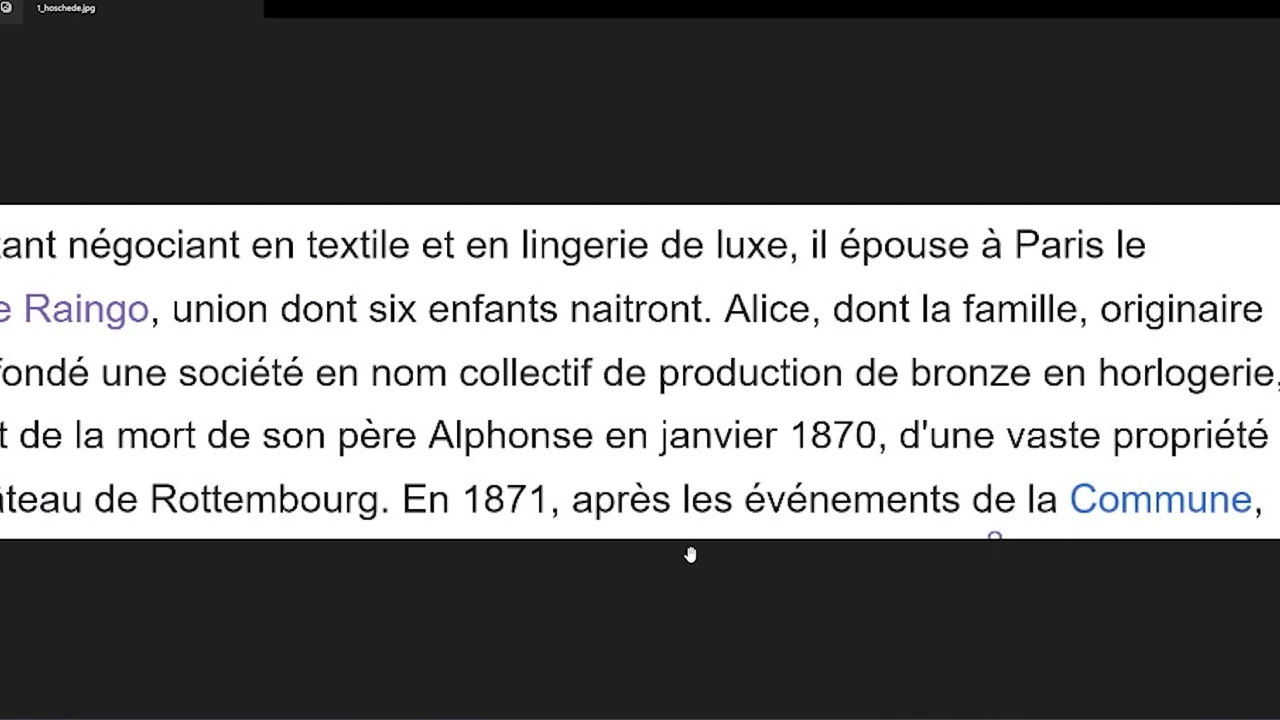 1_hoschede.jpg
tant négociant en textile et en lingerie de luxe, il épouse à Paris le
e Raingo, union dont six enfants naitront. Alice, dont la famille, originaire
fondé une société en nom collectif de production de bronze en horlogerie,
t de la mort de son père Alphonse en janvier 1870, d'une vaste propriété
âteau de Rottembourg. En 1871, après les événements de la Commune,